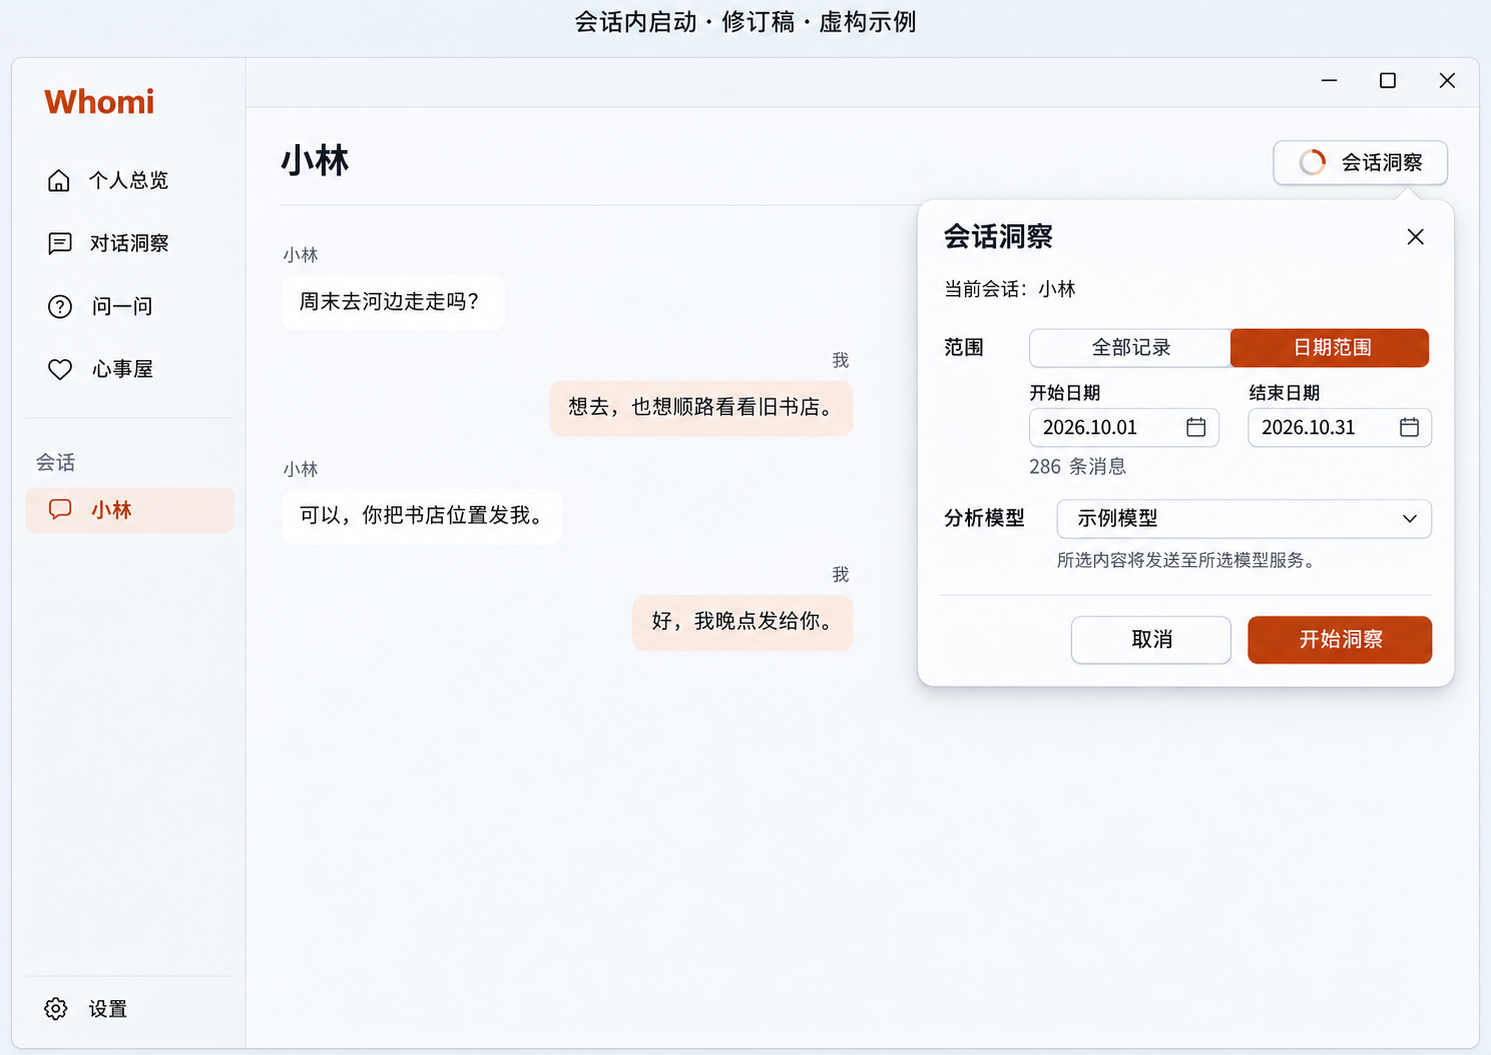 会话内启动·修订稿·虚构示例
Whomi
个人总览
对话洞察
问一问
心事屋
会话
小林
设置
小林
会话洞察
小林
周末去河边走走吗？
我
想去，也想顺路看看旧书店。
小林
可以，你把书店位置发我。
我
好，我晚点发给你。
会话洞察
当前会话：小林
范围 全部记录 日期范围
开始日期 结束日期
2026.10.01 2026.10.31
286 条消息
分析模型 示例模型
所选内容将发送至所选模型服务。
取消 开始洞察